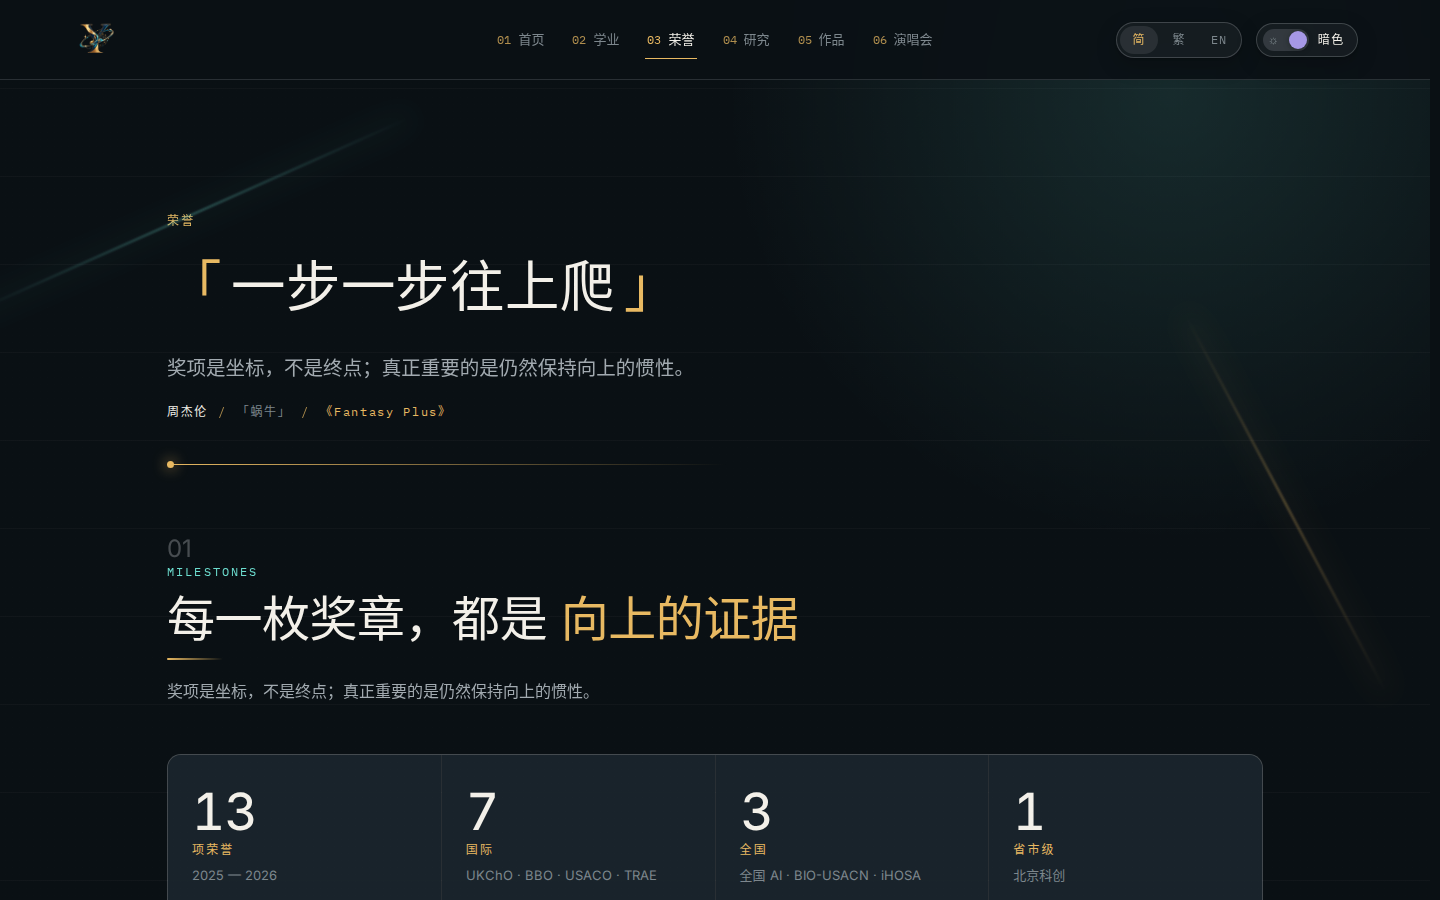 01 首页 02 学业 03 荣誉 04 研究 05 作品 06 演唱会 简 繁 EN 暗色
荣誉
「一步一步往上爬」
奖项是坐标，不是终点；真正重要的是仍然保持向上的惯性。
周杰伦 / 「蜗牛」 / 《Fantasy Plus》
01
MILESTONES
每一枚奖章，都是 向上的证据
奖项是坐标，不是终点；真正重要的是仍然保持向上的惯性。
13 7 3 1
项荣誉 国际 全国 省市级
2025 — 2026 UKChO · BBO · USACO · TRAE 全国 AI · BIO-USACN · iHOSA 北京科创